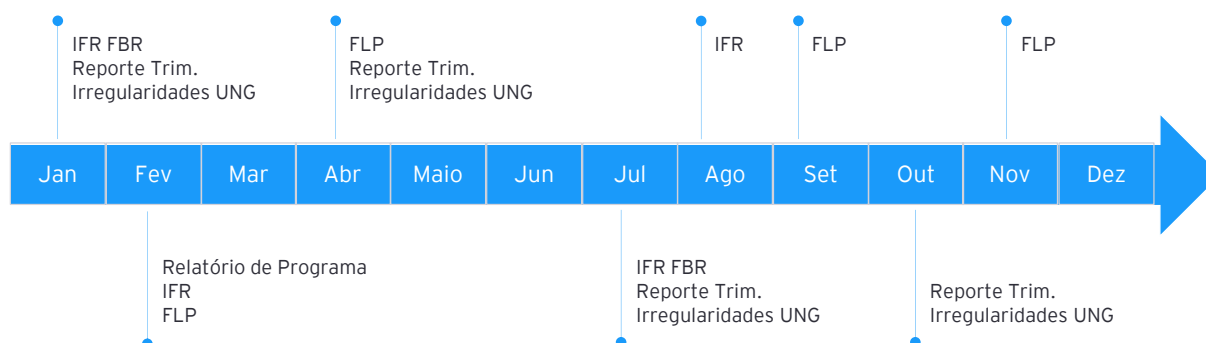 IFR FBR
Reporte Trim.
Irregularidades UNG
FLP
Reporte Trim.
Irregularidades UNG
IFR
FLP
FLP
Jan
Fev
Mar
Abr
Maio
Jun
Jul
Ago
Set
Out
Nov
Dez
Relatório de Programa
IFR
FLP
IFR FBR
Reporte Trim.
Irregularidades UNG
Reporte Trim.
Irregularidades UNG